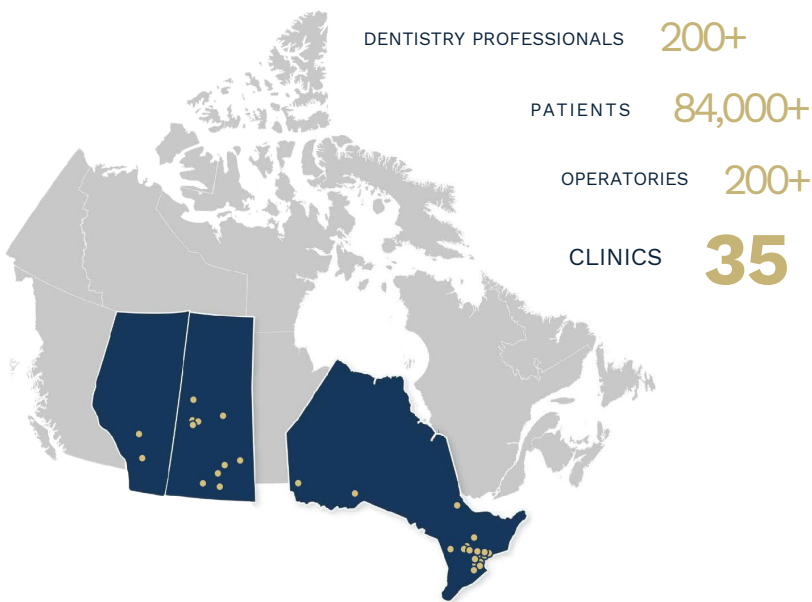 DENTISTRY PROFESSIONALS 200+
PATIENTS 84,000+
OPERATORIES 200+
CLINICS 35